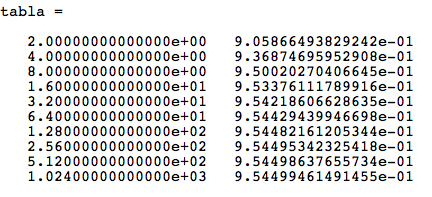 tabla =
2.00000000000000e+00 9.05866493829242e-01
4.00000000000000e+00 9.36874695952908e-01
8.00000000000000e+00 9.50020270406645e-01
1.60000000000000e+01 9.53376111789916e-01
3.20000000000000e+01 9.54218606628635e-01
6.40000000000000e+01 9.54429439946698e-01
1.28000000000000e+02 9.54482161205344e-01
2.56000000000000e+02 9.54495342325418e-01
5.12000000000000e+02 9.54498637655734e-01
1.02400000000000e+03 9.54499461491455e-01